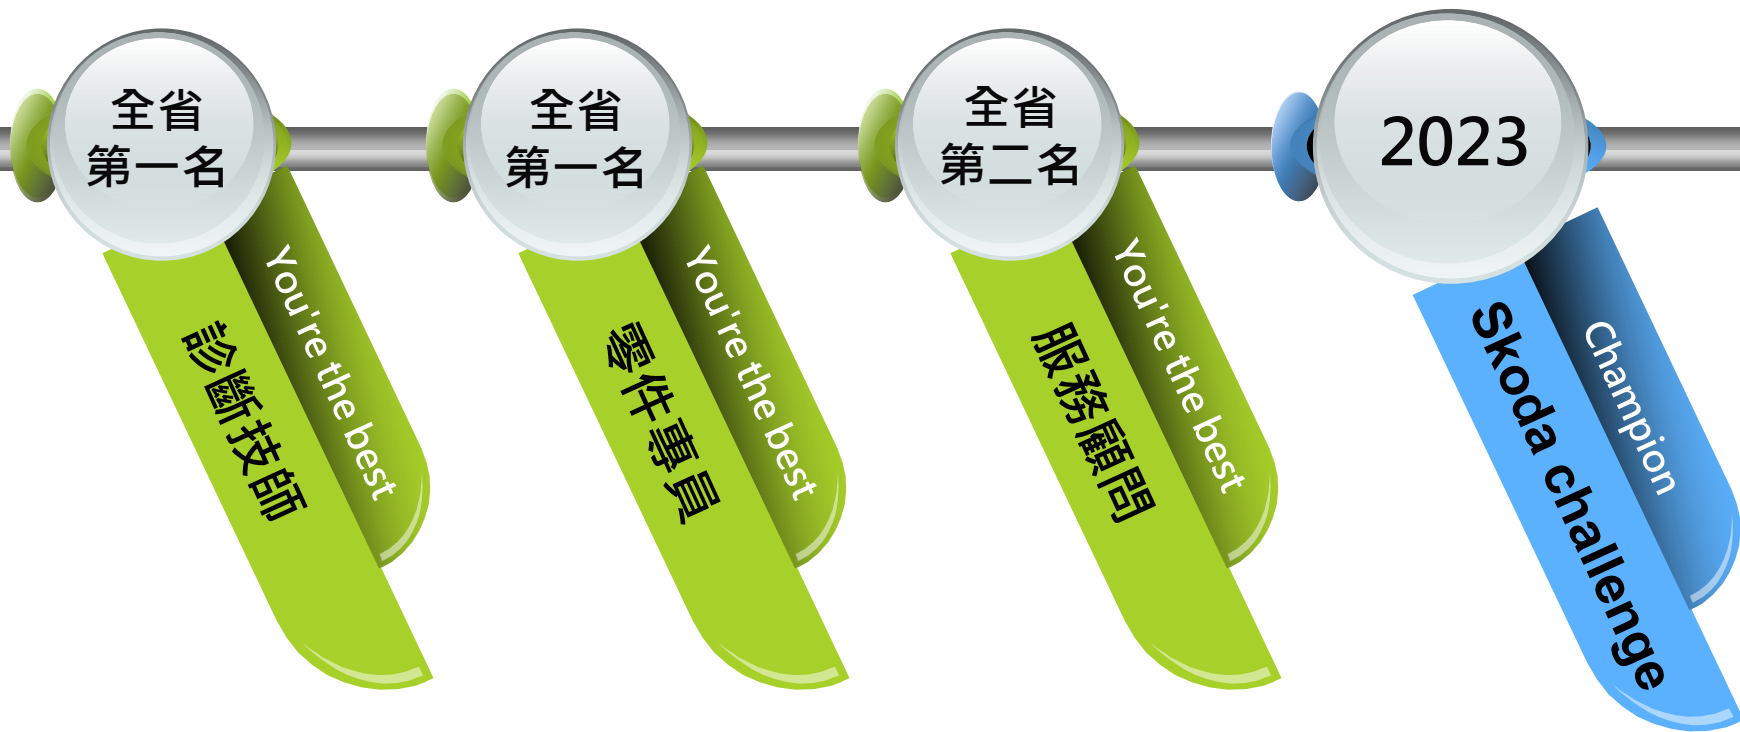 全省
第一名
診斷技師
You're the best
全省
第一名
零件專員
You're the best
全省
第二名
服務顧問
You're the best
2023
Skoda challenge
Champion